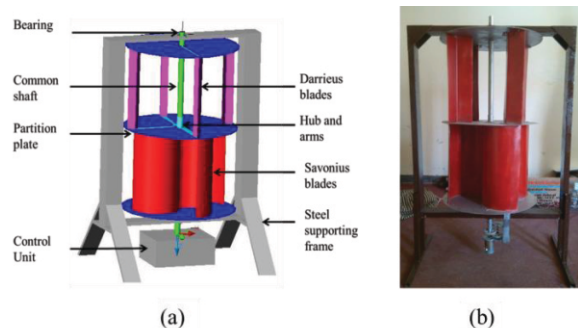 Bearing
Common
shaft
Partition
plate
Control
Unit
Darrieus
blades
Hub and
arms
Savonius
blades
Steel
supporting
frame
(a)
(b)